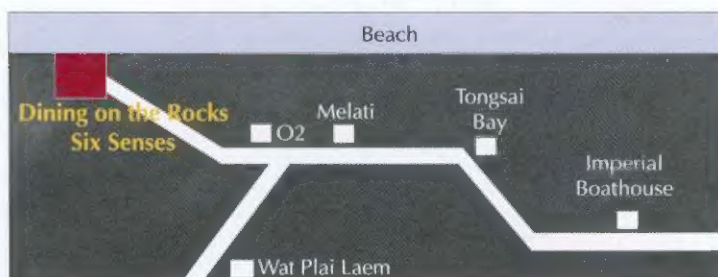 Beach
Dining on the Rocks
Six Senses
O2
Melati
Tongsai
Bay
Imperial
Boathouse
Wat Plai Laem